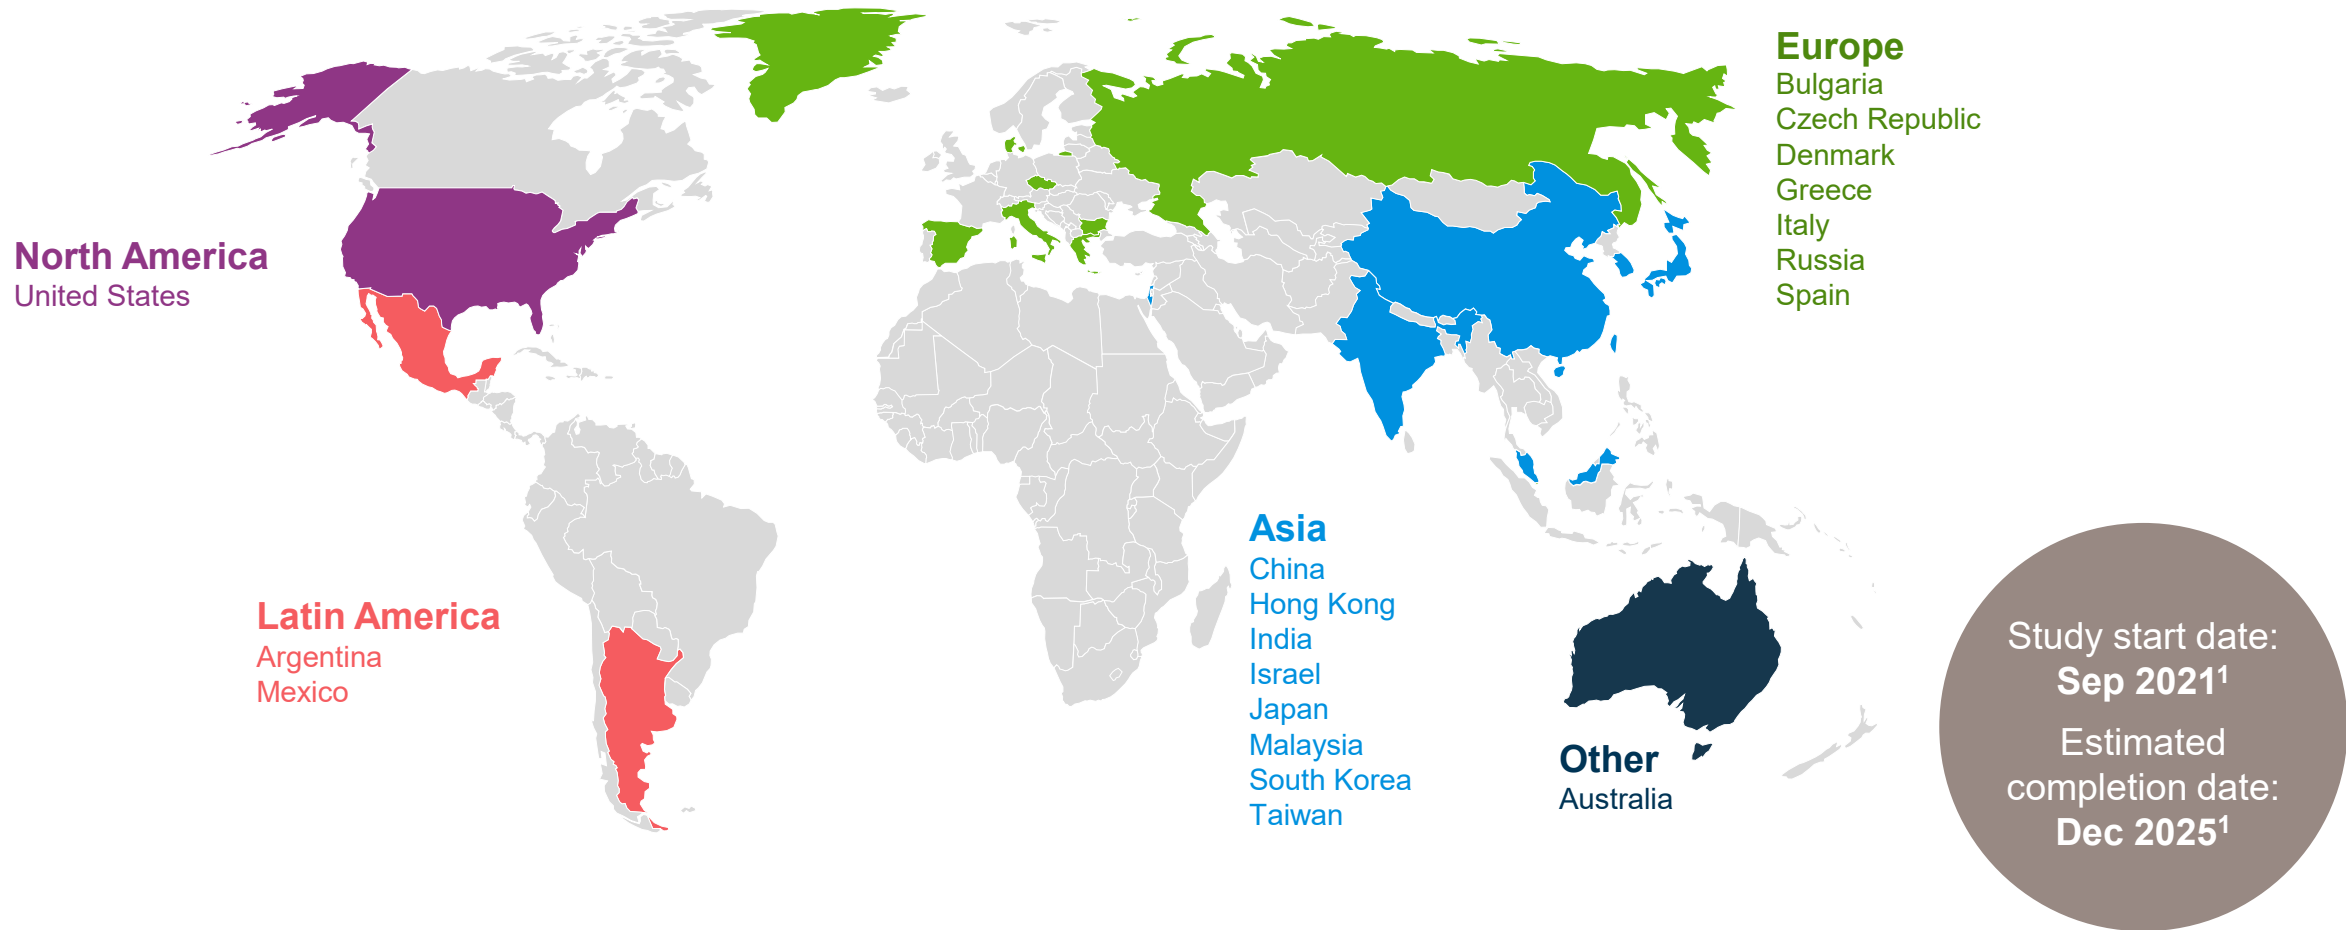 Europe
Bulgaria
Czech Republic
Denmark
Greece
Italy
Russia
Spain
North America
United States
Latin America
Argentina
Mexico
Asia
China
Hong Kong
India
Israel
Japan
Malaysia
South Korea
Taiwan
Other
Australia
Study start date:
Sep 2021¹
Estimated
completion date:
Dec 2025¹